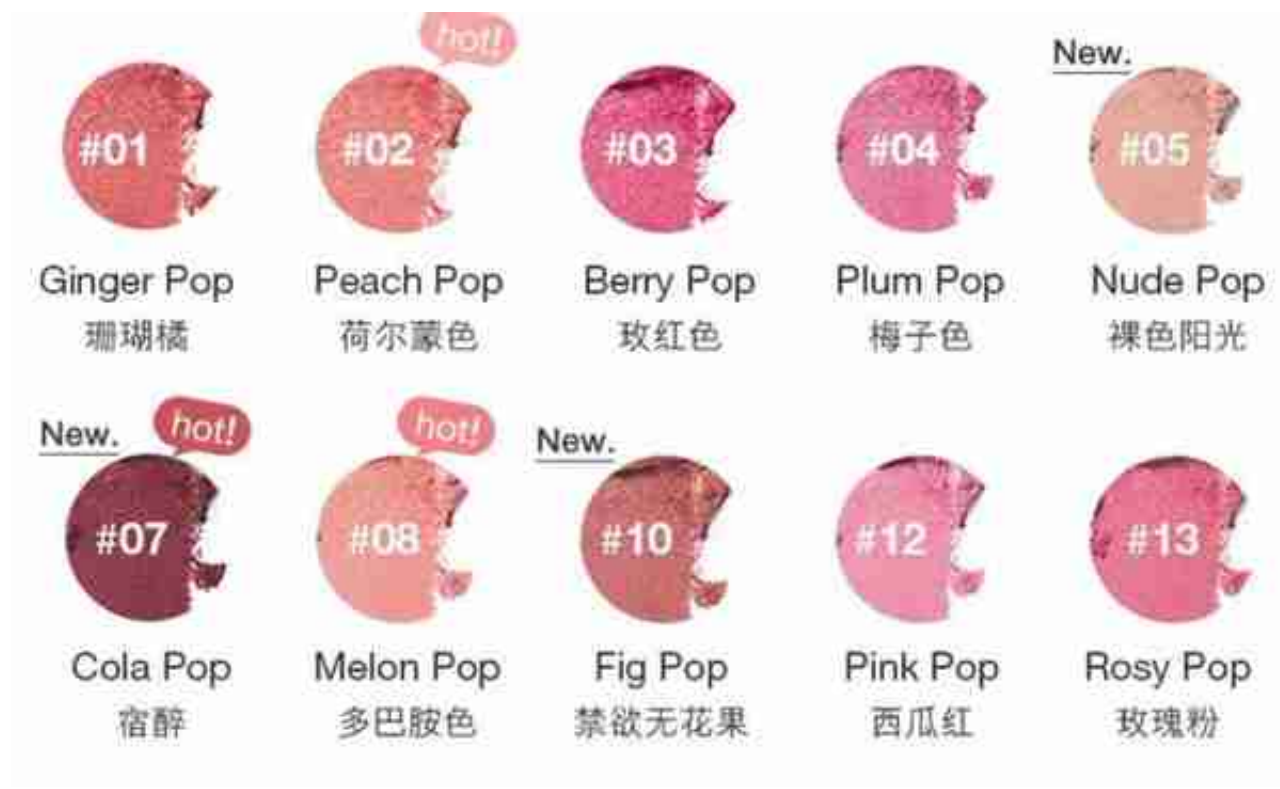 hot!
New.
#01 #02 #03 #04 #05
Ginger Pop Peach Pop Berry Pop Plum Pop Nude Pop
珊瑚橘 荷尔蒙色 玫红色 梅子色 裸色阳光
New. hot! hot! New.
#07 #08 #10 #12 #13
Cola Pop Melon Pop Fig Pop Pink Pop Rosy Pop
宿醉 多巴胺色 禁欲无花果 西瓜红 玫瑰粉